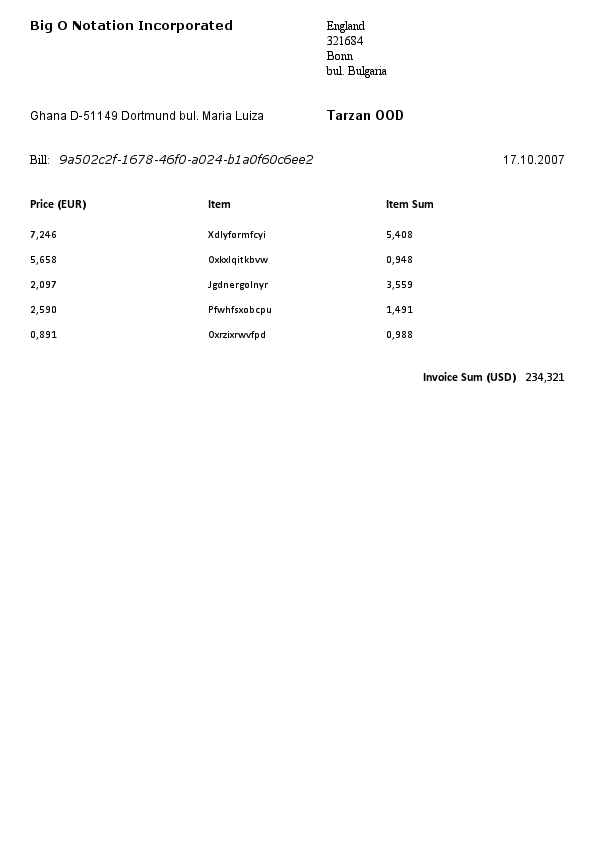 Big O Notation Incorporated
England
321684
Bonn
bul. Bulgaria
Ghana D-51149 Dortmund bul. Maria Luiza
Tarzan OOD
Bill: 9a502c2f-1678-46f0-a024-b1a0f60c6ee2 17.10.2007
Price (EUR) Item Item Sum
7,246 Xdlyformfcyi 5,408
5,658 Oxkxlqitkbvw 0,948
2,097 Jgdnergolnyr 3,559
2,590 Pfwhfsxobcpu 1,491
0,891 Oxrzixrwvfpd 0,988
Invoice Sum (USD) 234,321